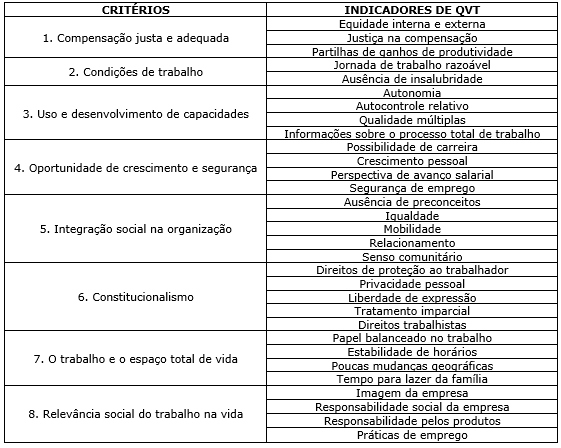 CRITÉRIOS
INDICADORES DE QVT
1. Compensação justa e adequada
Equidade interna e externa
Justiça na compensação
Partilhas de ganhos de produtividade
2. Condições de trabalho
Jornada de trabalho razoável
Ausência de insalubridade
3. Uso e desenvolvimento de capacidades
Autonomia
Autocontrole relativo
Qualidade múltiplas
Informações sobre o processo total de trabalho
4. Oportunidade de crescimento e segurança
Possibilidade de carreira
Crescimento pessoal
Perspectiva de avanço salarial
Segurança de emprego
5. Integração social na organização
Ausência de preconceitos
Igualdade
Mobilidade
Relacionamento
Senso comunitário
6. Constitucionalismo
Direitos de proteção ao trabalhador
Privacidade pessoal
Liberdade de expressão
Tratamento imparcial
Direitos trabalhistas
7. O trabalho e o espaço total de vida
Papel balanceado no trabalho
Estabilidade de horários
Poucas mudanças geográficas
Tempo para lazer da família
8. Relevância social do trabalho na vida
Imagem da empresa
Responsabilidade social da empresa
Responsabilidade pelos produtos
Práticas de emprego